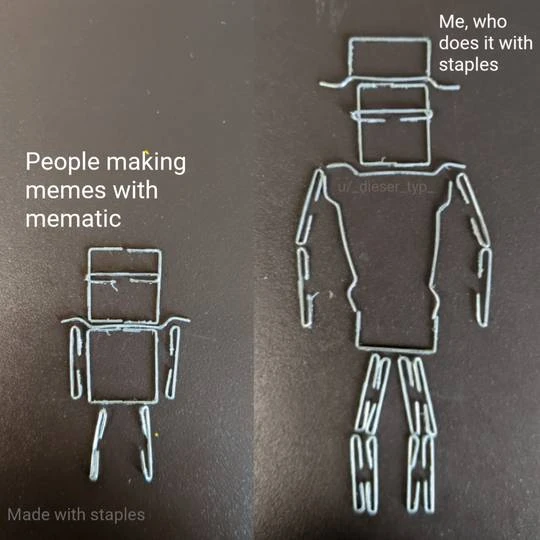 People making
memes with
mematic
Made with staples
Me, who
does it with
staples
u/_dieser_typ_